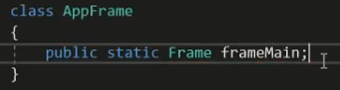 class AppFrame
{
public static Frame frameMain;
}